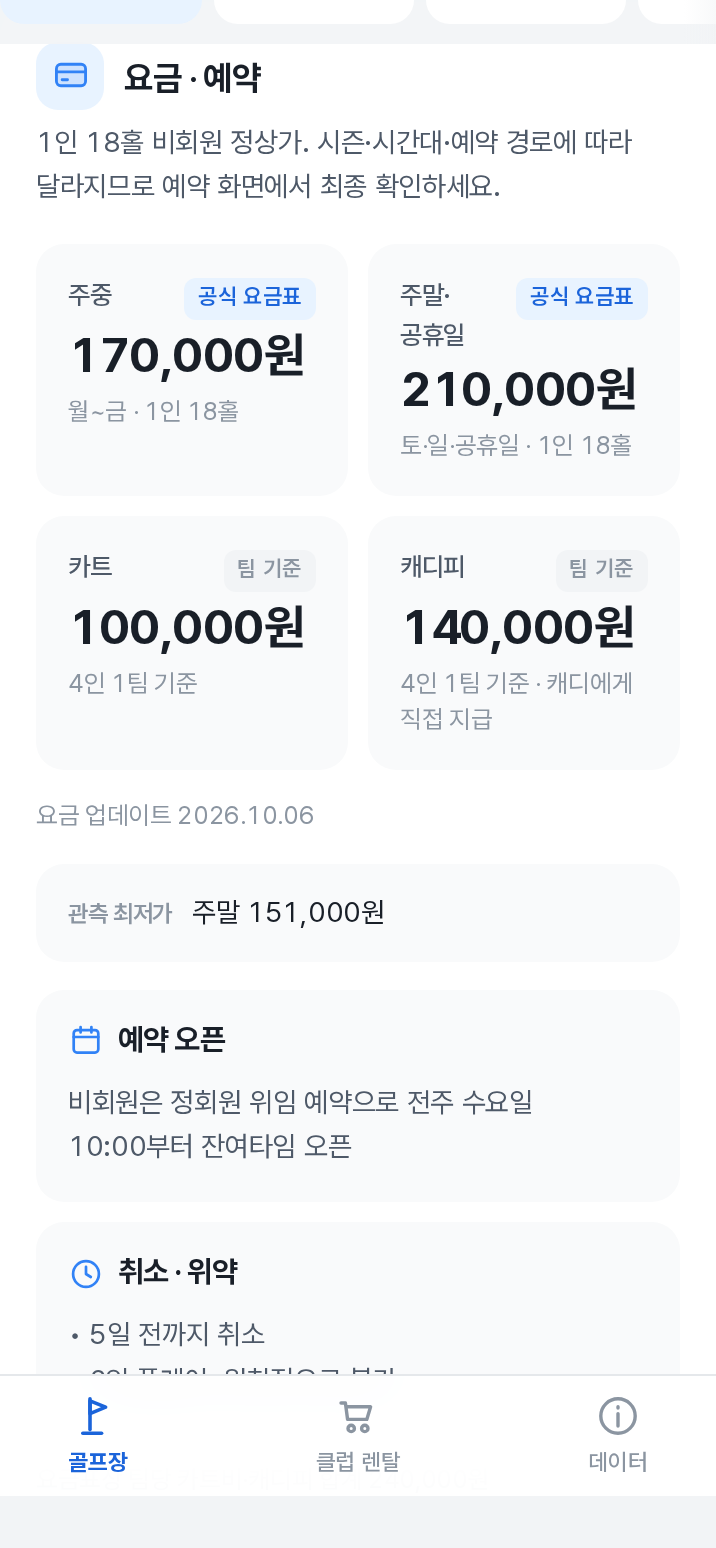 요금 · 예약
1인 18홀 비회원 정상가. 시즌·시간대·예약 경로에 따라
달라지므로 예약 화면에서 최종 확인하세요.
주중 공식 요금표
170,000원
월~금 · 1인 18홀
주말· 공식 요금표
공휴일
210,000원
토·일·공휴일 · 1인 18홀
카트 팀 기준
100,000원
4인 1팀 기준
캐디피 팀 기준
140,000원
4인 1팀 기준 · 캐디에게
직접 지급
요금 업데이트 2026.10.06
관측 최저가 주말 151,000원
예약 오픈
비회원은 정회원 위임 예약으로 전주 수요일
10:00부터 잔여타임 오픈
취소 · 위약
• 5일 전까지 취소
골프장
클럽 렌탈
데이터